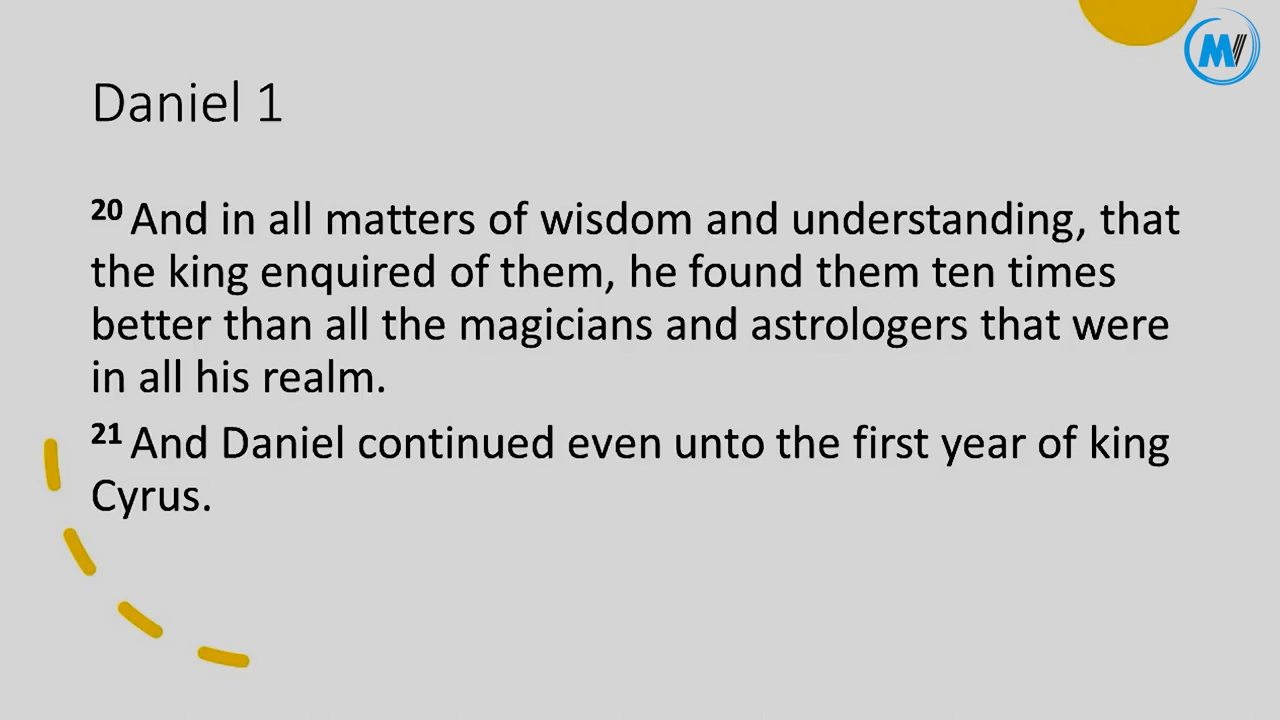 Daniel 1
20 And in all matters of wisdom and understanding, that
the king enquired of them, he found them ten times
better than all the magicians and astrologers that were
in all his realm.
21 And Daniel continued even unto the first year of king
Cyrus.